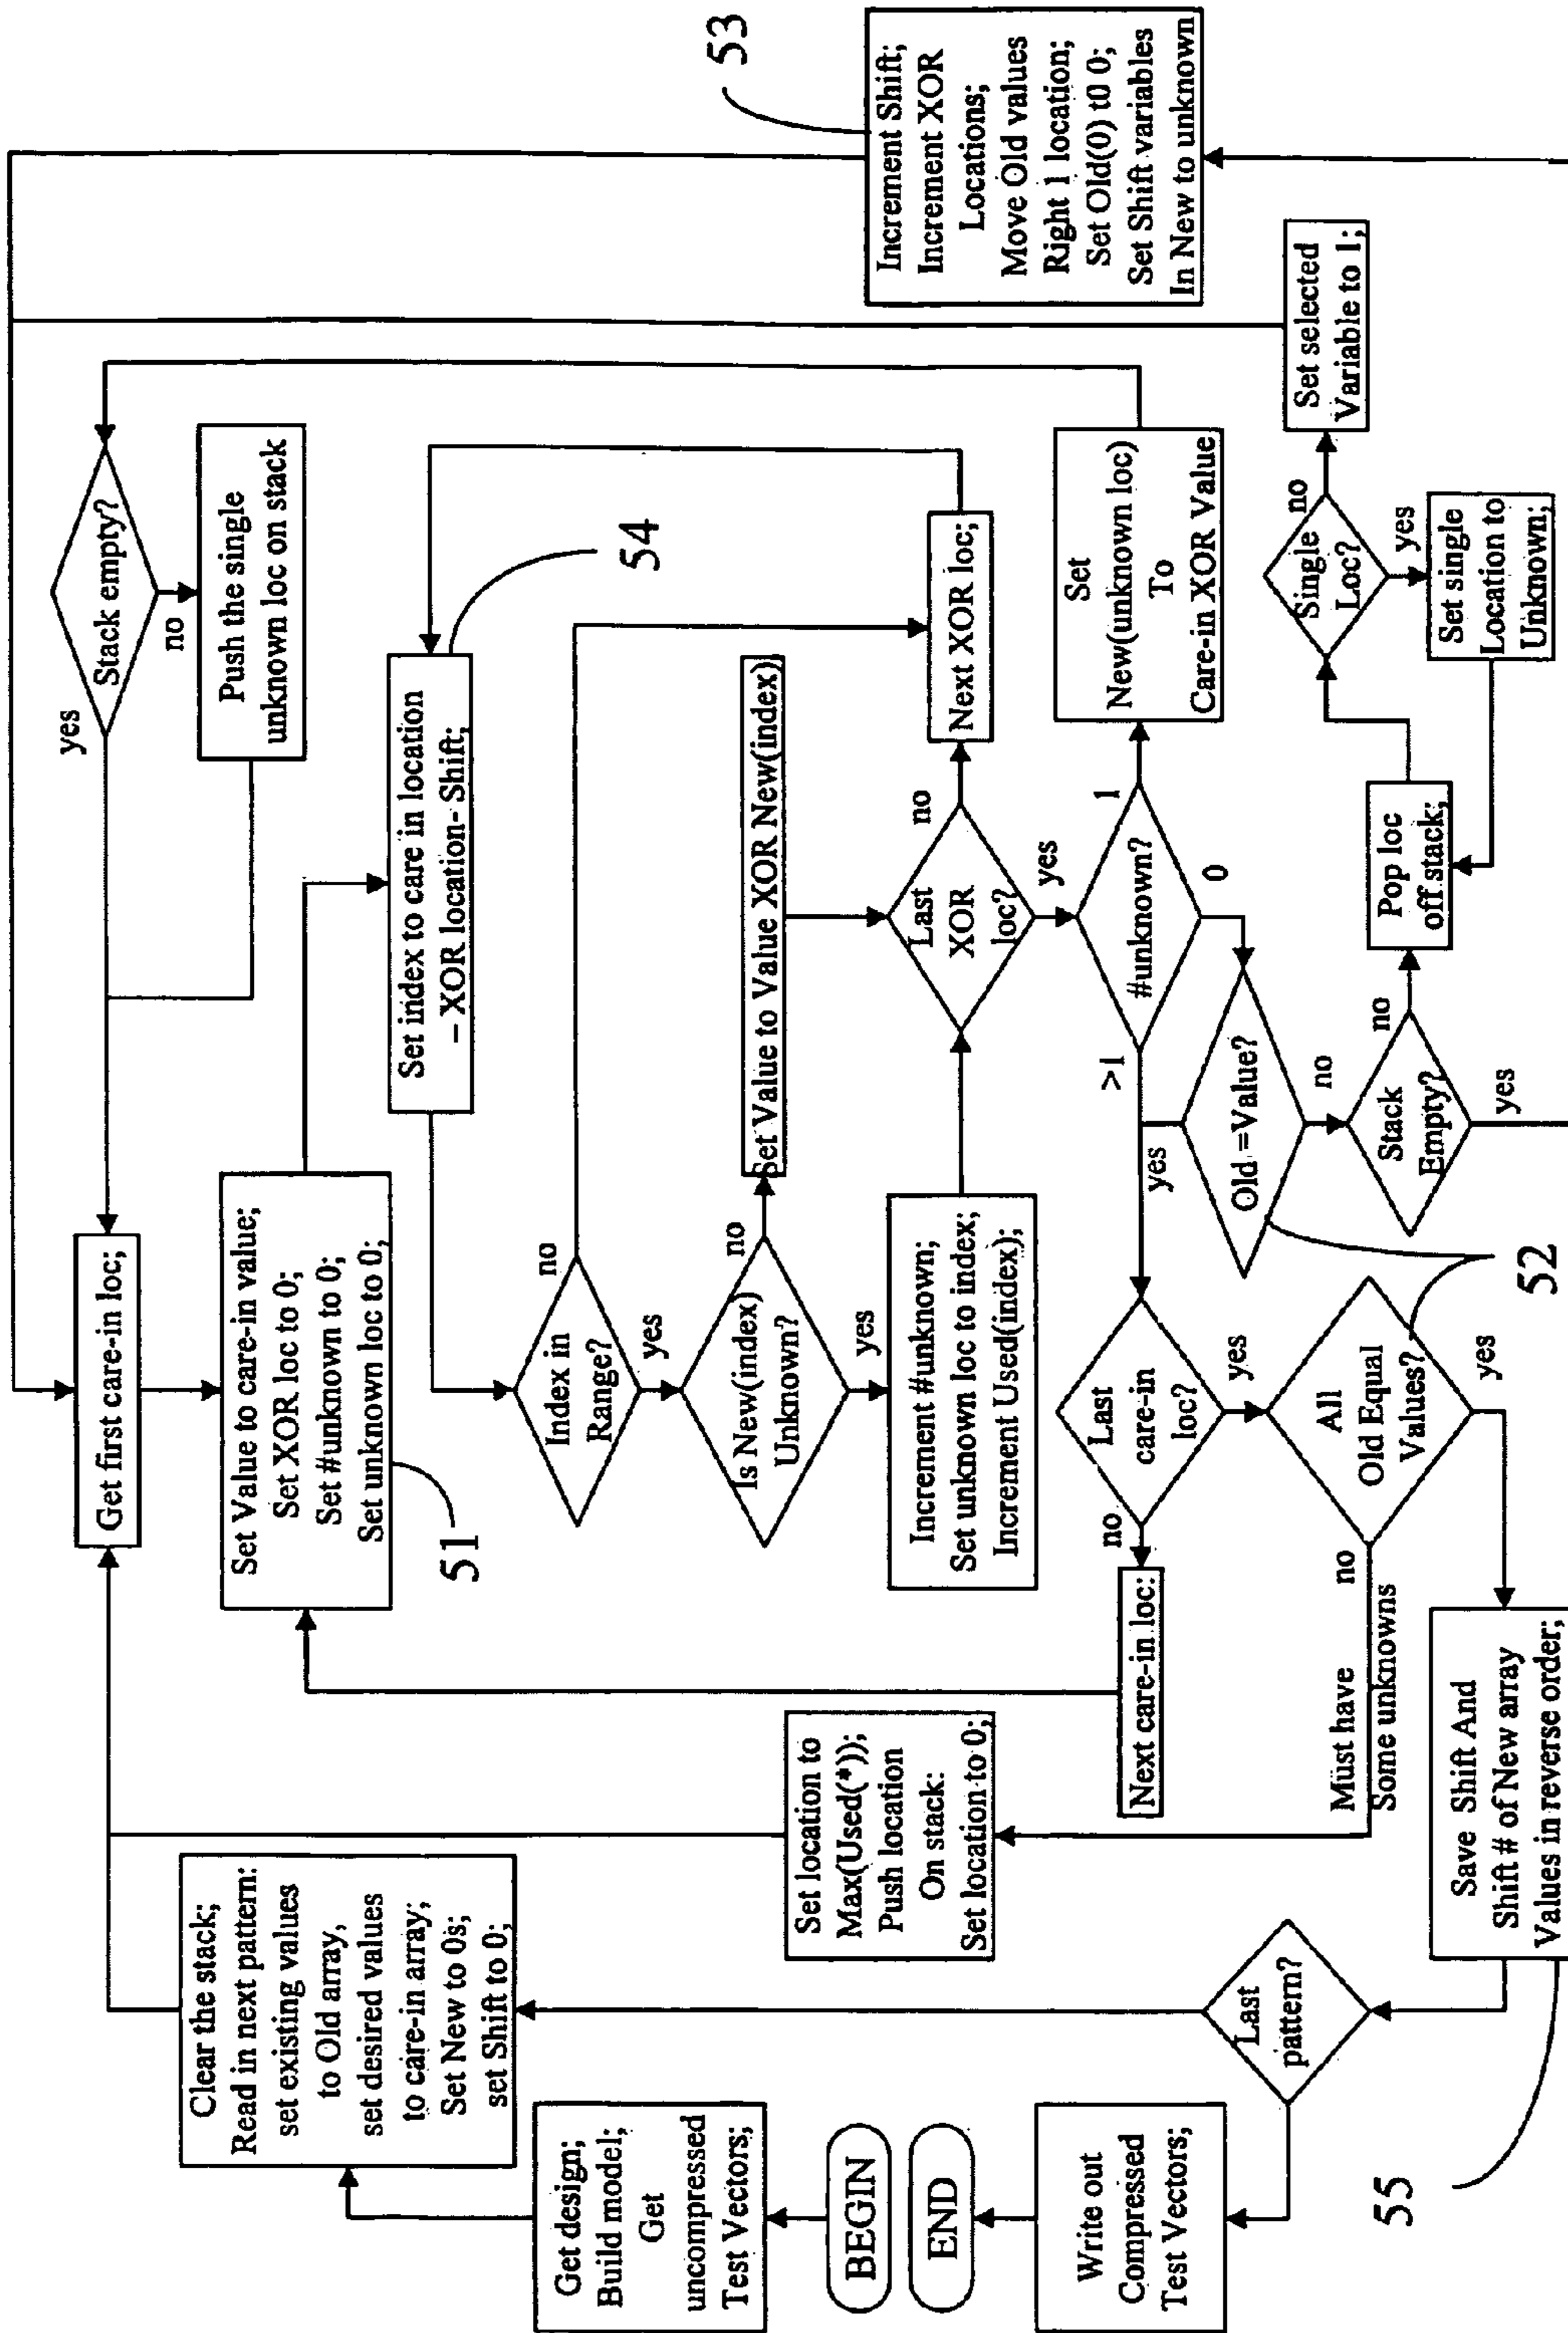 BEGIN
Get design;
Build model;
Get
uncompressed
Test Vectors;
Clear the stack;
Read in next pattern:
set existing values
to Old array,
set desired values
to care-in array;
Set New to 0s;
set Shift to 0;
Get first care-in loc;
Set Value to care-in value;
Set XOR loc to 0;
Set #unknown to 0;
Set unknown loc to 0;
51
Set index to care in location
– XOR location- Shift;
54
Index in
Range?
no
yes
Is New(index)
Unknown?
no
yes
Set Value to Value XOR New(index)
Increment #unknown;
Set unknown loc to index;
Increment Used(index);
Last
XOR
loc?
no
yes
Next XOR loc;
#unknown?
1
0
>1
Set
New(unknown loc)
To
Care-in XOR Value
Stack empty?
yes
no
Push the single
unknown loc on stack
Old =Value?
yes
no
Stack
Empty?
no
yes
Pop loc
off stack;
Single
Loc?
no
yes
Set selected
Variable to 1;
Set single
Location to
Unknown;
53
Increment Shift;
Increment XOR
Locations;
Move Old values
Right 1 location;
Set Old(0) t0 0;
Set Shift variables
In New to unknown
Last
care-in
loc?
no
yes
Next care-in loc:
All
Old Equal
Values?
52
no
yes
Must have
Some unknowns
Set location to
Max(Used(*));
Push location
On stack:
Set location to 0;
Save Shift And
Shift # of New array
Values in reverse order;
55
Last
pattern?
Write out
Compressed
Test Vectors;
END